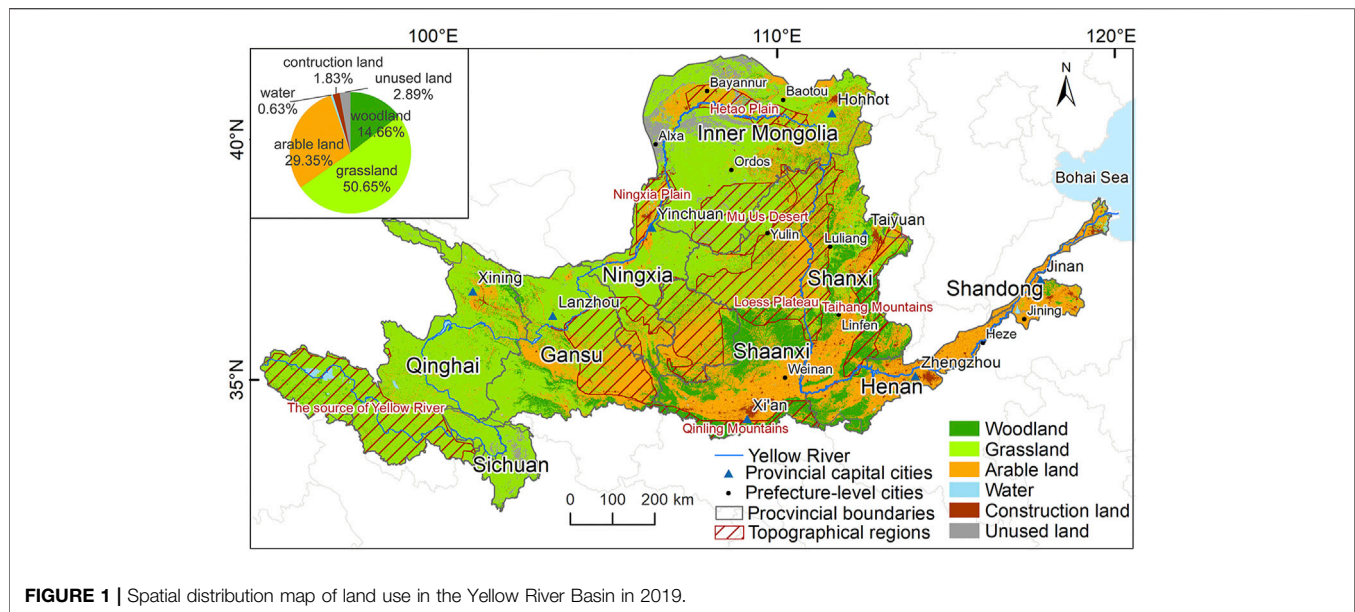 100°E
110°E
120°E
40°N
35°N
contruction land
1.83%
unused land
2.89%
water
0.63%
woodland
14.66%
arable land
29.35%
grassland
50.65%
N
Bayannur
Baotou
Hohhot
Hetao Plain
Inner Mongolia
Alxa
Ordos
Bohai Sea
Ningxia Plain
Yinchuan
Mu Us Desert
Taiyuan
Yulin
Luliang
Xining
Ningxia
Shanxi
Jinan
Lanzhou
Shandong
Loess Plateau
Taihang Mountains
Jining
Linfen
Heze
Qinghai
Gansu
Shaanxi
Zhengzhou
Weinan
Henan
The source of Yellow River
Xi'an
Qinling Mountains
Sichuan
0 100 200 km
Yellow River
Provincial capital cities
Prefecture-level cities
Procvincial boundaries
Topographical regions
Woodland
Grassland
Arable land
Water
Construction land
Unused land
FIGURE 1 | Spatial distribution map of land use in the Yellow River Basin in 2019.